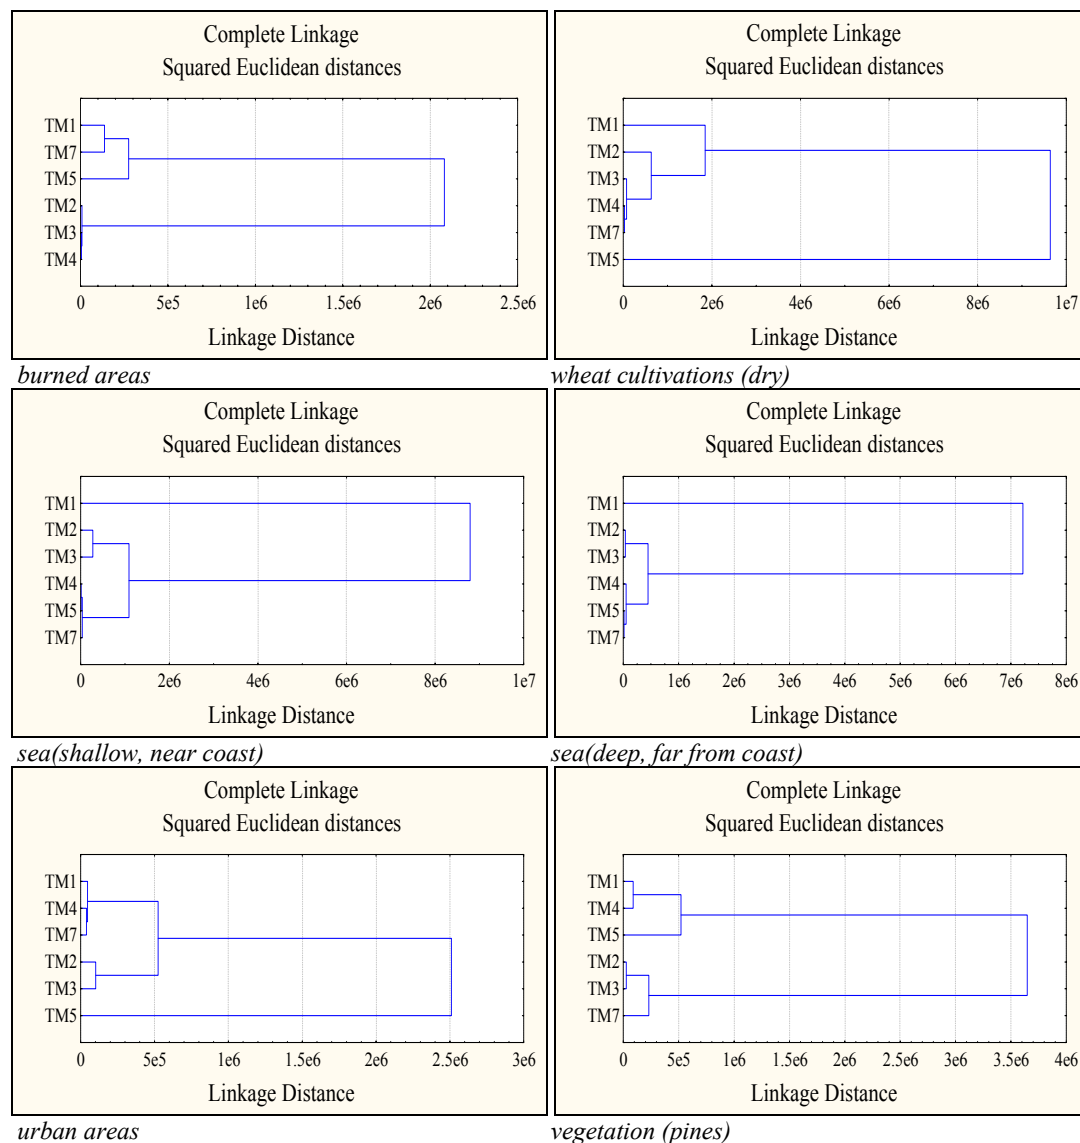 Complete Linkage
Squared Euclidean distances
TM1
TM7
TM5
TM2
TM3
TM4
0 5e5 1e6 1.5e6 2e6 2.5e6
Linkage Distance
burned areas
Complete Linkage
Squared Euclidean distances
TM1
TM2
TM3
TM4
TM7
TM5
0 2e6 4e6 6e6 8e6 1e7
Linkage Distance
wheat cultivations (dry)
Complete Linkage
Squared Euclidean distances
TM1
TM2
TM3
TM4
TM5
TM7
0 2e6 4e6 6e6 8e6 1e7
Linkage Distance
sea(shallow, near coast)
Complete Linkage
Squared Euclidean distances
TM1
TM2
TM3
TM4
TM5
TM7
0 1e6 2e6 3e6 4e6 5e6 6e6 7e6 8e6
Linkage Distance
sea(deep, far from coast)
Complete Linkage
Squared Euclidean distances
TM1
TM4
TM7
TM2
TM3
TM5
0 5e5 1e6 1.5e6 2e6 2.5e6 3e6
Linkage Distance
urban areas
Complete Linkage
Squared Euclidean distances
TM1
TM4
TM5
TM2
TM3
TM7
0 5e5 1e6 1.5e6 2e6 2.5e6 3e6 3.5e6 4e6
Linkage Distance
vegetation (pines)